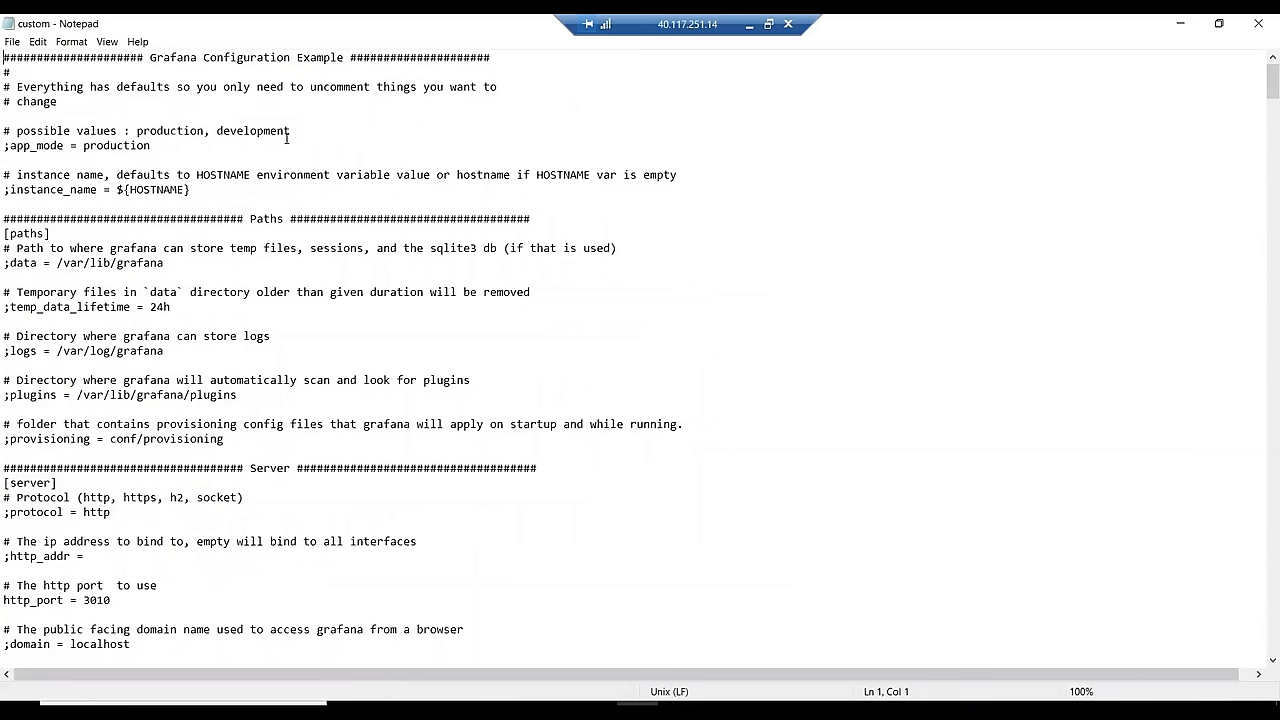 custom - Notepad
40.117.251.14
File Edit Format View Help
##################### Grafana Configuration Example #####################
#
# Everything has defaults so you only need to uncomment things you want to
# change
# possible values : production, development
;app_mode = production
# instance name, defaults to HOSTNAME environment variable value or hostname if HOSTNAME var is empty
;instance_name = ${HOSTNAME}
#################################### Paths ####################################
[paths]
# Path to where grafana can store temp files, sessions, and the sqlite3 db (if that is used)
;data = /var/lib/grafana
# Temporary files in `data` directory older than given duration will be removed
;temp_data_lifetime = 24h
# Directory where grafana can store logs
;logs = /var/log/grafana
# Directory where grafana will automatically scan and look for plugins
;plugins = /var/lib/grafana/plugins
# folder that contains provisioning config files that grafana will apply on startup and while running.
;provisioning = conf/provisioning
#################################### Server ####################################
[server]
# Protocol (http, https, h2, socket)
;protocol = http
# The ip address to bind to, empty will bind to all interfaces
;http_addr =
# The http port  to use
http_port = 3010
# The public facing domain name used to access grafana from a browser
;domain = localhost
Unix (LF) Ln 1, Col 1 100%